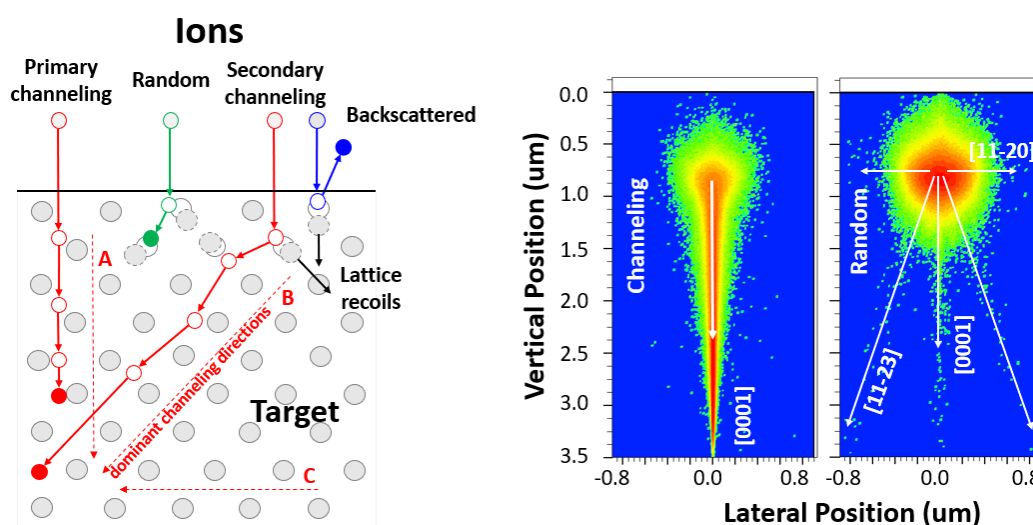 Ions
Primary
channeling
Random
Secondary
channeling
Backscattered
A
B
C
Lattice
recoils
dominant channeling directions
Target
Vertical Position (um)
0.0
0.5
1.0
1.5
2.0
2.5
3.0
3.5
Channeling
[0001]
Random
[11-20]
[0001]
[11-23]
-0.8
0.0
0.8
-0.8
0.0
0.8
Lateral Position (um)